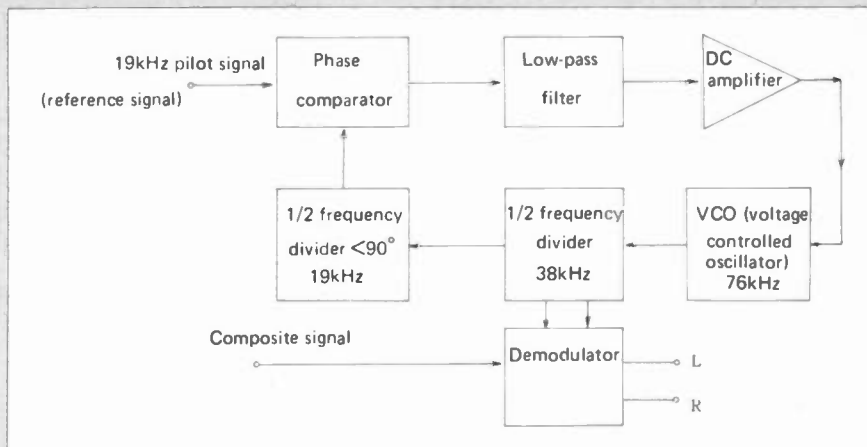 19kHz pilot signal
(reference signal)
Phase
comparator
Low-pass
filter
DC
amplifier
1/2 frequency
divider <90°
19kHz
1/2 frequency
divider
38kHz
VCO (voltage
controlled
oscillator)
76kHz
Composite signal
Demodulator
L
R